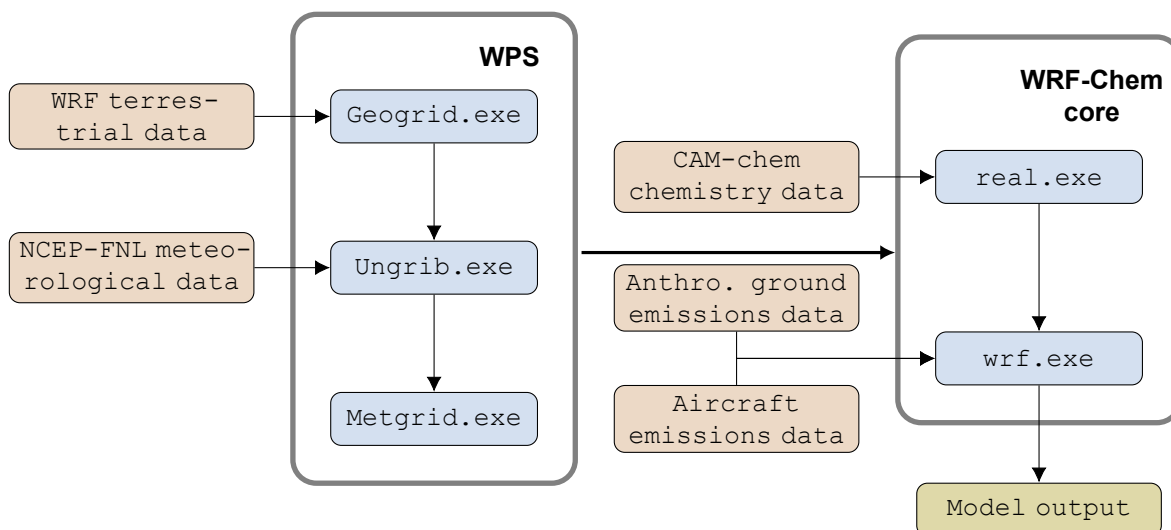 WPS
WRF terres-
trial data
Geogrid.exe
NCEP-FNL meteo-
rological data
Ungrib.exe
Metgrid.exe
CAM-chem
chemistry data
Anthro. ground
emissions data
Aircraft
emissions data
WRF-Chem
core
real.exe
wrf.exe
Model output